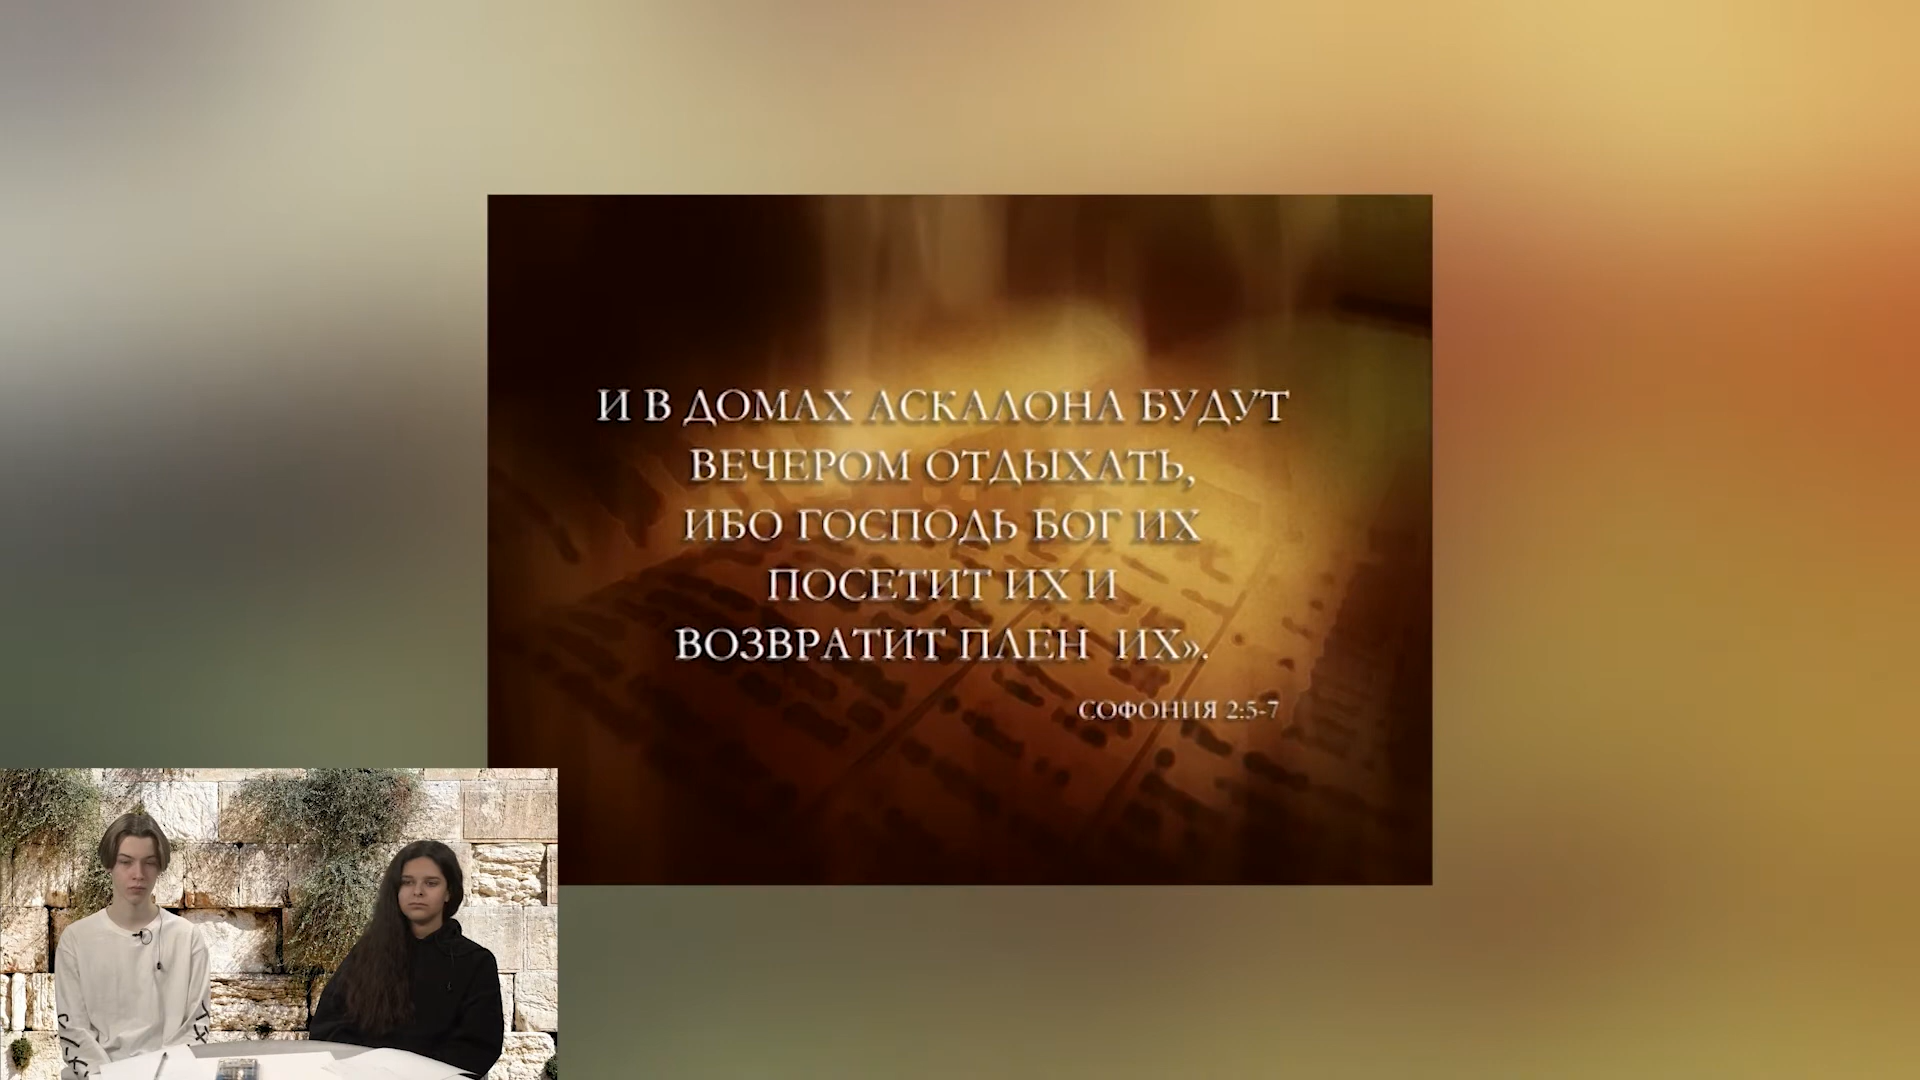 И В ДОМАХ АСКАЛОНА БУДУТ
ВЕЧЕРОМ ОТДЫХАТЬ,
ИБО ГОСПОДЬ БОГ ИХ
ПОСЕТИТ ИХ И
ВОЗВРАТИТ ПЛЕН ИХ».
СОФОНИЯ 2:5-7